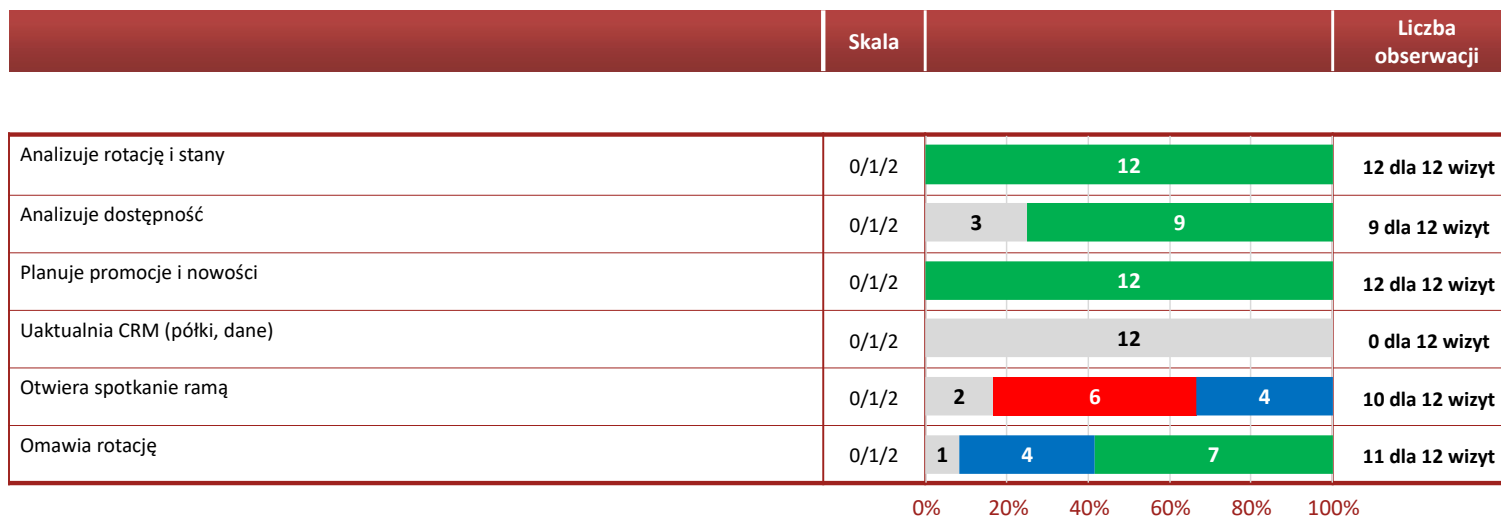 Skala
Liczba
obserwacji
Analizuje rotację i stany
0/1/2
12
12 dla 12 wizyt
Analizuje dostępność
0/1/2
3
9
9 dla 12 wizyt
Planuje promocje i nowości
0/1/2
12
12 dla 12 wizyt
Uaktualnia CRM (półki, dane)
0/1/2
12
0 dla 12 wizyt
Otwiera spotkanie ramą
0/1/2
2
6
4
10 dla 12 wizyt
Omawia rotację
0/1/2
1
4
7
11 dla 12 wizyt
0% 20% 40% 60% 80% 100%